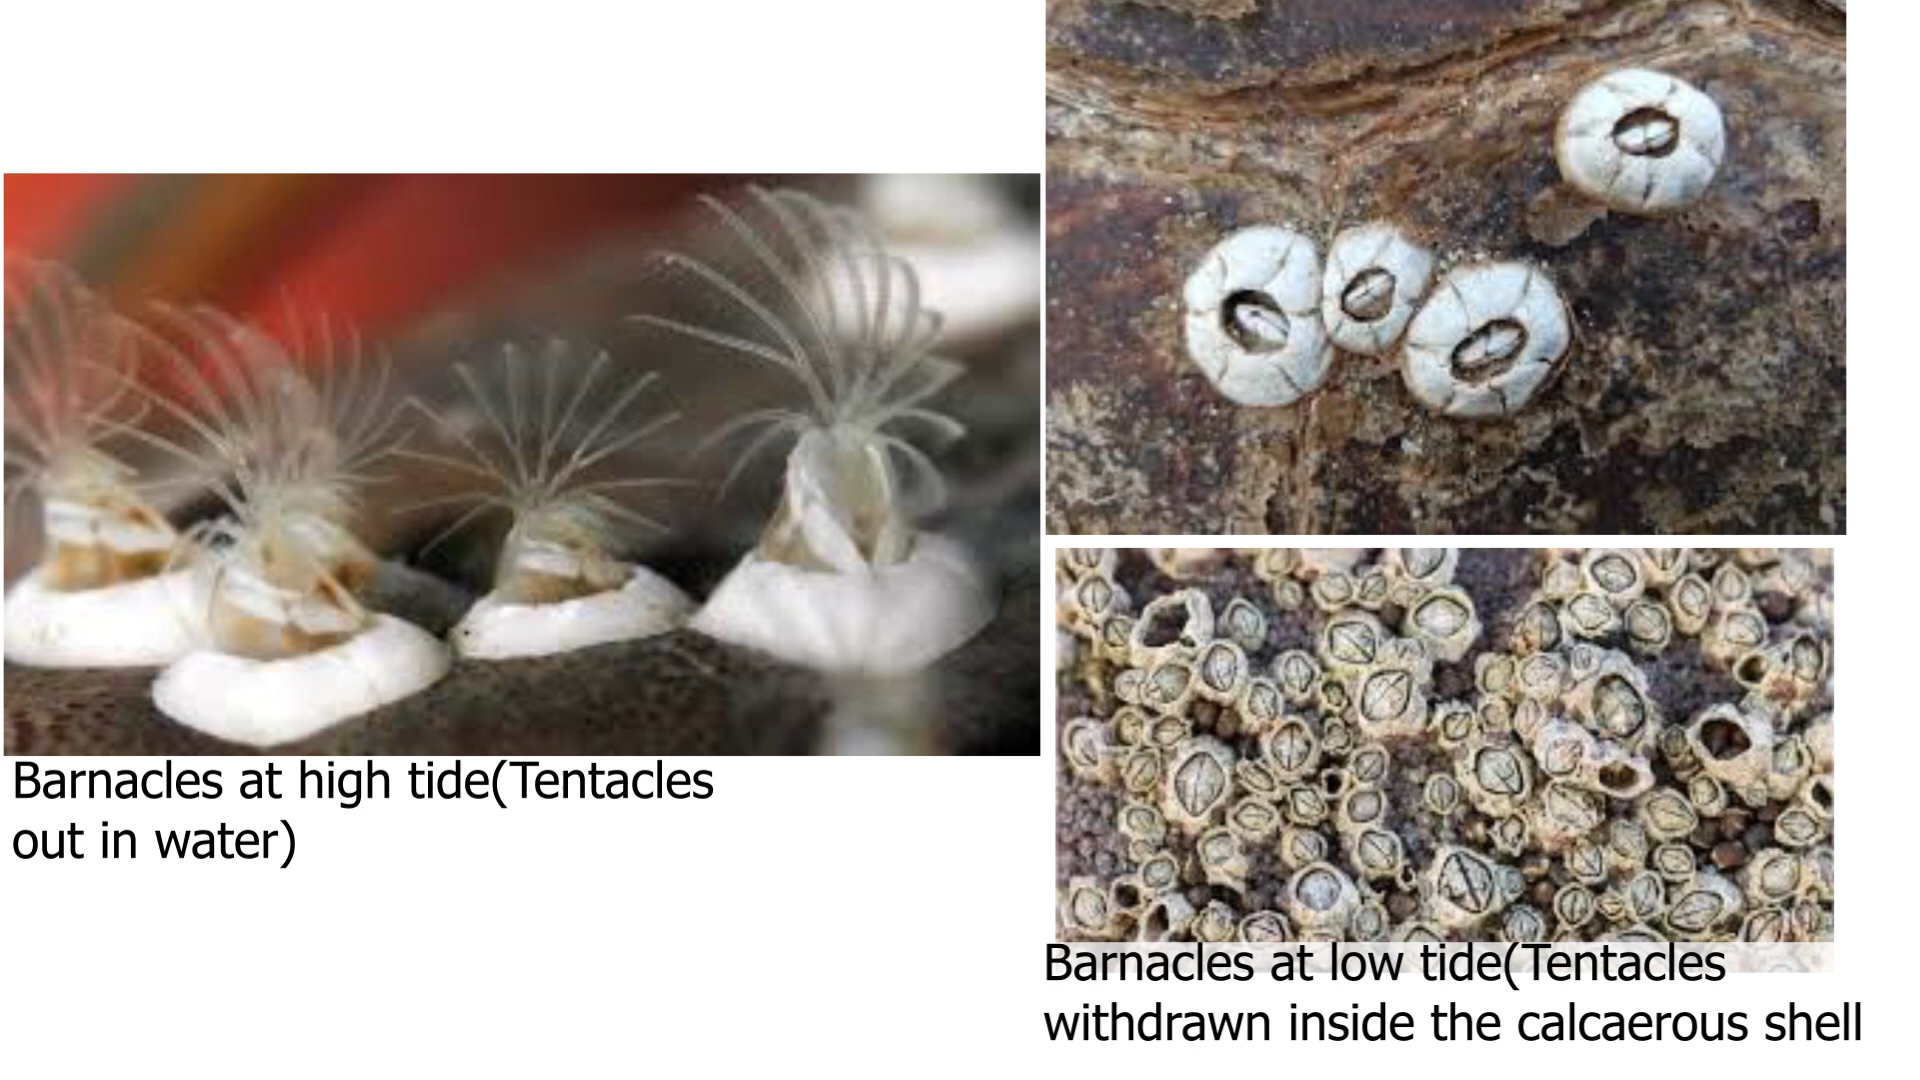 Barnacles at high tide(Tentacles
out in water)
Barnacles at low tide(Tentacles
withdrawn inside the calcaerous shell